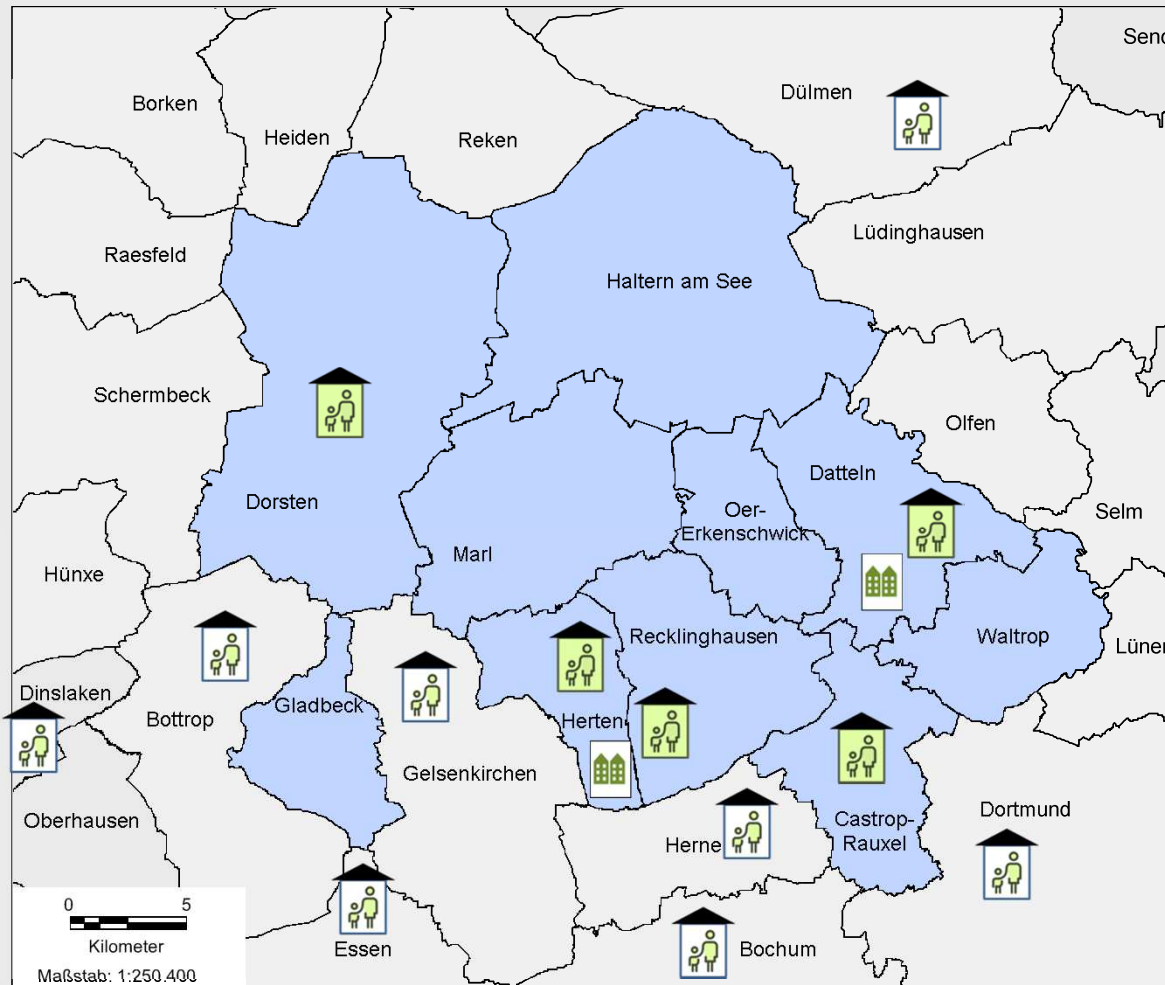 Send
Dülmen
Borken
Heiden
Reken
Lüdinghausen
Raesfeld
Haltern am See
Schermbeck
Olfen
Datteln
Dorsten
Oer-
Erkenschwick
Selm
Marl
Hünxe
Recklinghausen
Waltrop
Lüner
Dinslaken
Gladbeck
Bottrop
Herten
Gelsenkirchen
Oberhausen
Dortmund
Castrop-
Rauxel
Herne
0 5
Kilometer
Maßstab: 1:250.400
Essen
Bochum